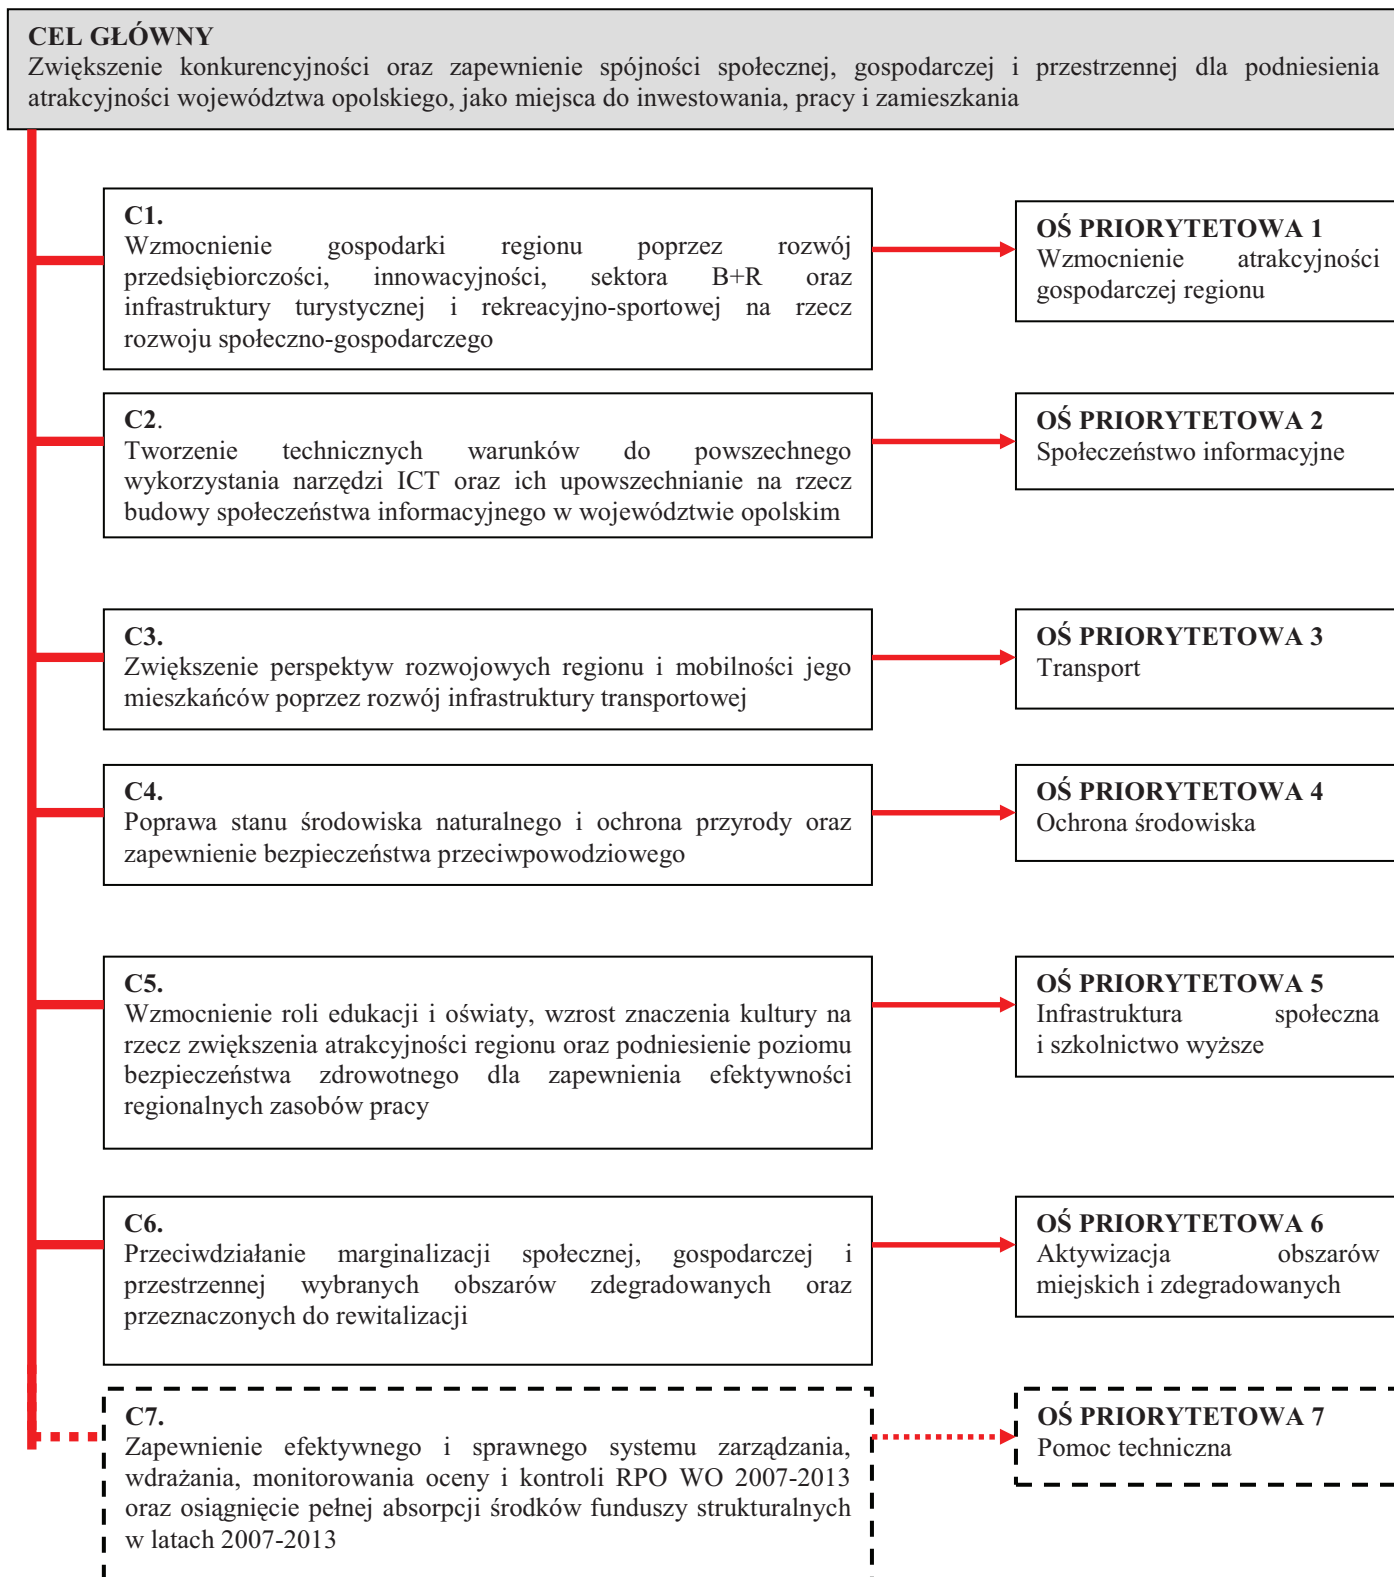 CEL GŁÓWNY
Zwiększenie konkurencyjności oraz zapewnienie spójności społecznej, gospodarczej i przestrzennej dla podniesienia
atrakcyjności województwa opolskiego, jako miejsca do inwestowania, pracy i zamieszkania
C1.
Wzmocnienie gospodarki regionu poprzez rozwój
przedsiębiorczości, innowacyjności, sektora B+R oraz
infrastruktury turystycznej i rekreacyjno-sportowej na rzecz
rozwoju społeczno-gospodarczego
OŚ PRIORYTETOWA 1
Wzmocnienie atrakcyjności
gospodarczej regionu
C2.
Tworzenie technicznych warunków do powszechnego
wykorzystania narzędzi ICT oraz ich upowszechnianie na rzecz
budowy społeczeństwa informacyjnego w województwie opolskim
OŚ PRIORYTETOWA 2
Społeczeństwo informacyjne
C3.
Zwiększenie perspektyw rozwojowych regionu i mobilności jego
mieszkańców poprzez rozwój infrastruktury transportowej
OŚ PRIORYTETOWA 3
Transport
C4.
Poprawa stanu środowiska naturalnego i ochrona przyrody oraz
zapewnienie bezpieczeństwa przeciwpowodziowego
OŚ PRIORYTETOWA 4
Ochrona środowiska
C5.
Wzmocnienie roli edukacji i oświaty, wzrost znaczenia kultury na
rzecz zwiększenia atrakcyjności regionu oraz podniesienie poziomu
bezpieczeństwa zdrowotnego dla zapewnienia efektywności
regionalnych zasobów pracy
OŚ PRIORYTETOWA 5
Infrastruktura społeczna
i szkolnictwo wyższe
C6.
Przeciwdziałanie marginalizacji społecznej, gospodarczej i
przestrzennej wybranych obszarów zdegradowanych oraz
przeznaczonych do rewitalizacji
OŚ PRIORYTETOWA 6
Aktywizacja obszarów
miejskich i zdegradowanych
C7.
Zapewnienie efektywnego i sprawnego systemu zarządzania,
wdrażania, monitorowania oceny i kontroli RPO WO 2007-2013
oraz osiągnięcie pełnej absorpcji środków funduszy strukturalnych
w latach 2007-2013
OŚ PRIORYTETOWA 7
Pomoc techniczna